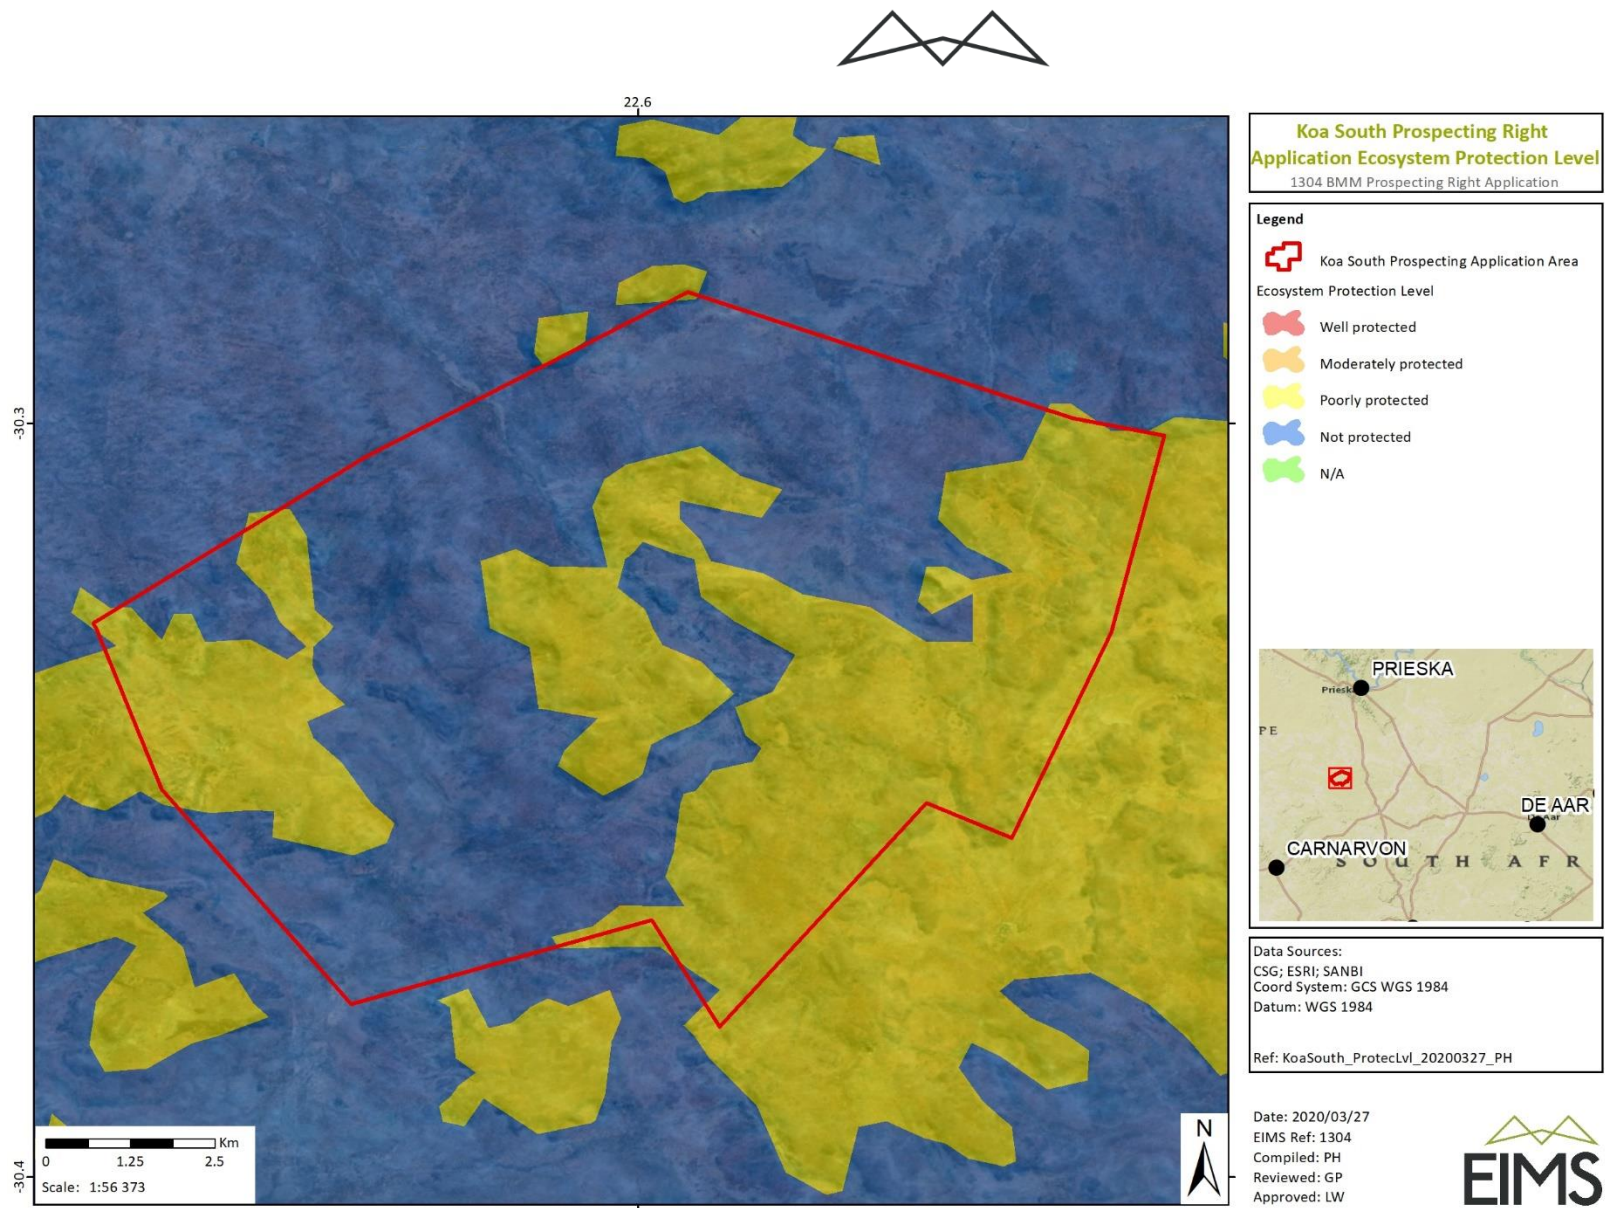 22.6
-30.3
-30.4
Km
0 1.25 2.5
Scale: 1:56 373
N
Koa South Prospecting Right
Application Ecosystem Protection Level
1304 BMM Prospecting Right Application
Legend
Koa South Prospecting Application Area
Ecosystem Protection Level
Well protected
Moderately protected
Poorly protected
Not protected
N/A
PRIESKA
Prieska
PE
DE AAR
De Aar
CARNARVON
SOUTH AFR
Data Sources:
CSG; ESRI; SANBI
Coord System: GCS WGS 1984
Datum: WGS 1984
Ref: KoaSouth_ProtecLvl_20200327_PH
Date: 2020/03/27
EIMS Ref: 1304
Compiled: PH
Reviewed: GP
Approved: LW
EIMS